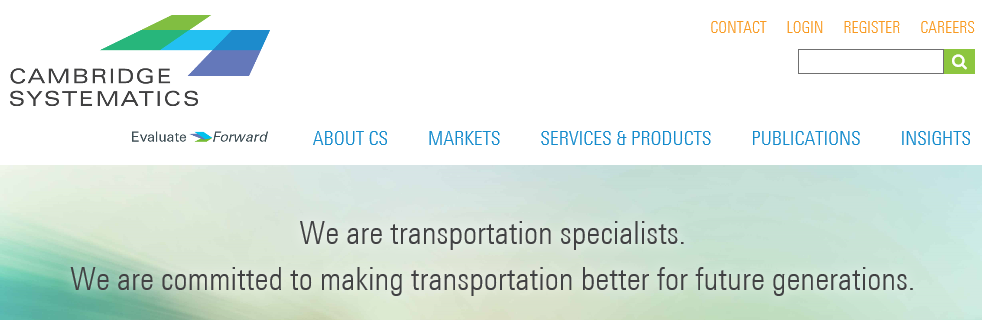 CAMBRIDGE
SYSTEMATICS
CONTACT LOGIN REGISTER CAREERS
Evaluate Forward
ABOUT CS MARKETS SERVICES & PRODUCTS PUBLICATIONS INSIGHTS
We are transportation specialists.
We are committed to making transportation better for future generations.